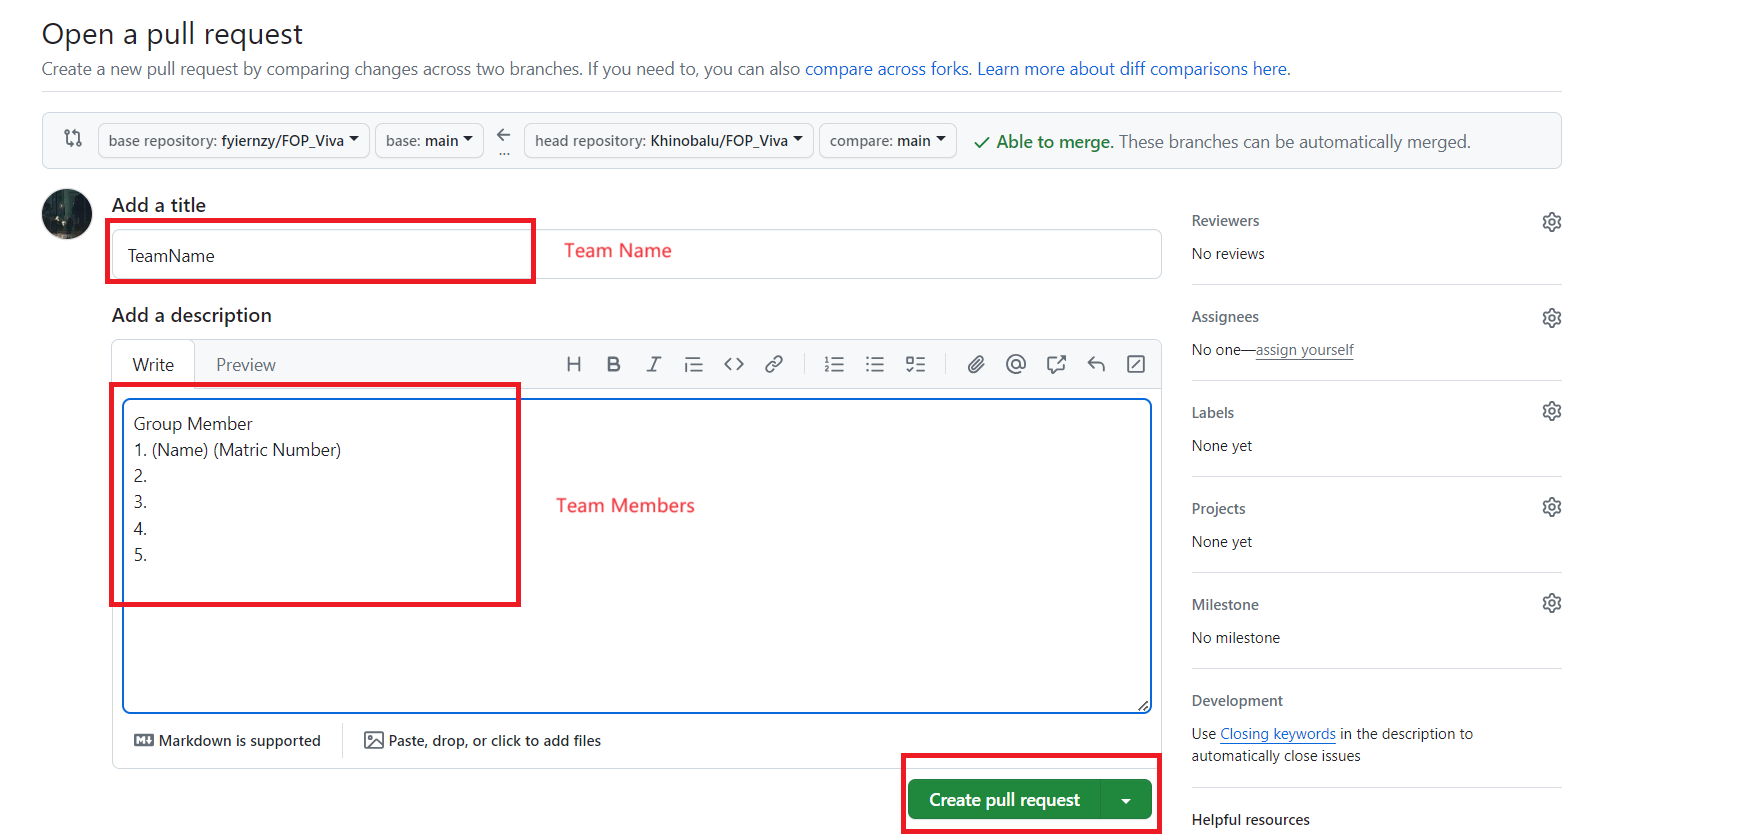 Open a pull request
Create a new pull request by comparing changes across two branches. If you need to, you can also compare across forks. Learn more about diff comparisons here.
base repository: fyiernzy/FOP_Viva base: main ... head repository: Khinobalu/FOP_Viva compare: main Able to merge. These branches can be automatically merged.
Add a title
TeamName
Team Name
Add a description
Write Preview
Group Member
1. (Name) (Matric Number)
2.
3.
4.
5.
Team Members
Markdown is supported
Paste, drop, or click to add files
Create pull request
Reviewers
No reviews
Assignees
No one—assign yourself
Labels
None yet
Projects
None yet
Milestone
No milestone
Development
Use Closing keywords in the description to
automatically close issues
Helpful resources